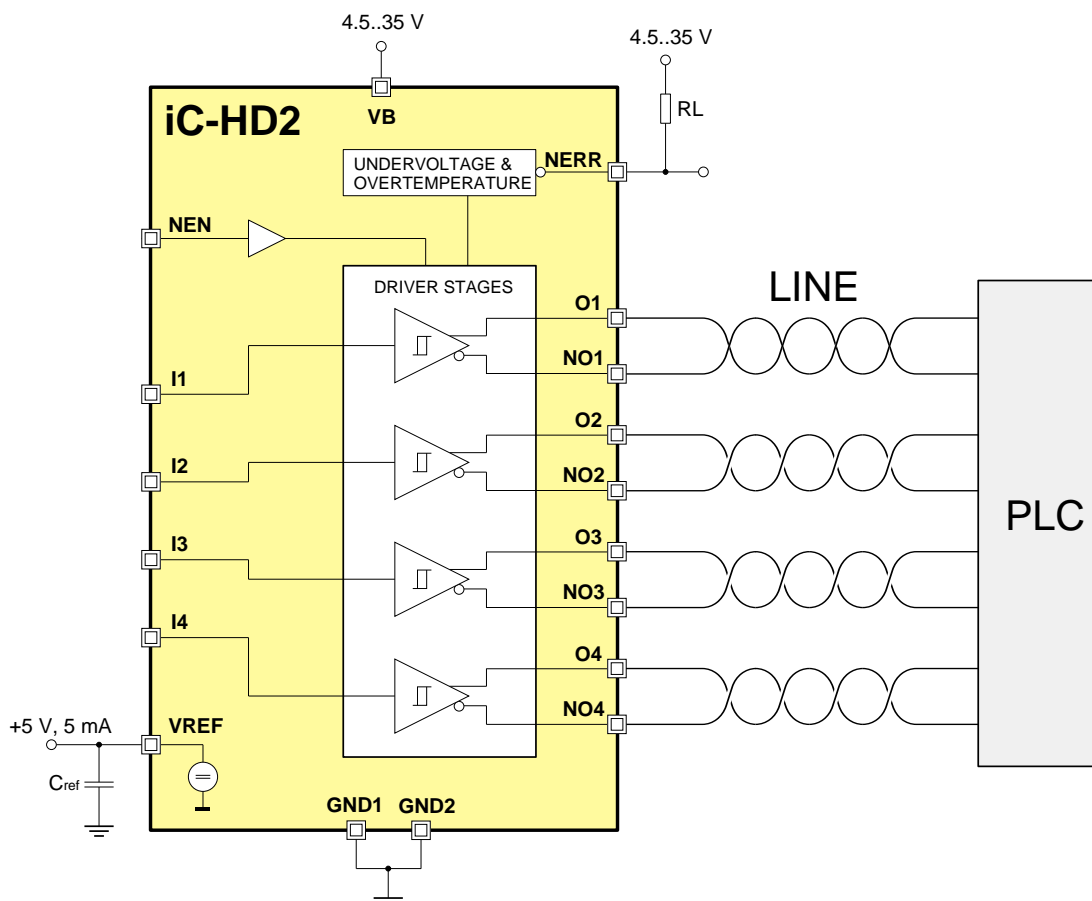 4.5..35 V
4.5..35 V
iC-HD2
VB
RL
UNDERVOLTAGE &
OVERTEMPERATURE
NERR
NEN
DRIVER STAGES
LINE
O1
NO1
I1
O2
I2
NO2
PLC
I3
O3
NO3
I4
O4
NO4
+5 V, 5 mA
VREF
Cref
GND1
GND2